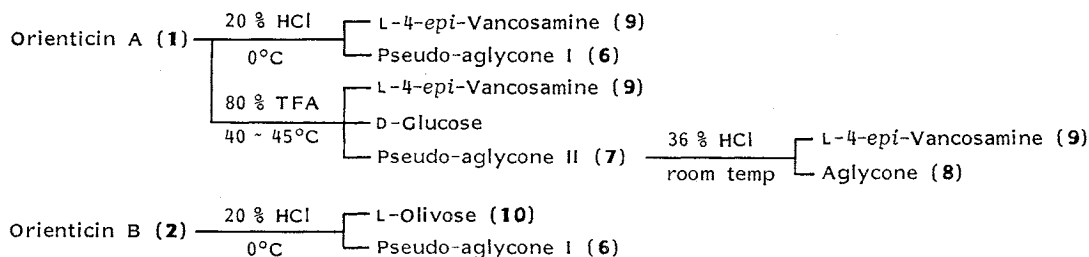 20 % HCl L-4-epi-Vancosamine (9)
Orienticin A (1)
0°C Pseudo-aglycone I (6)
L-4-epi-Vancosamine (9)
80 % TFA D-Glucose 36 % HCl L-4-epi-Vancosamine (9)
40 ~ 45°C Pseudo-aglycone II (7) room temp Aglycone (8)
20 % HCl L-Olivose (10)
Orienticin B (2)
0°C Pseudo-aglycone I (6)